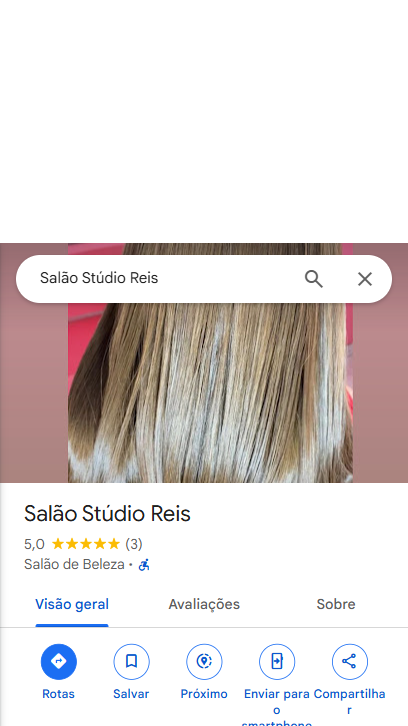 Salão Stúdio Reis
Salão Stúdio Reis
5,0 (3)
Salão de Beleza ·
Visão geral Avaliações Sobre
Rotas Salvar Próximo Enviar para o smartphone Compartilhar